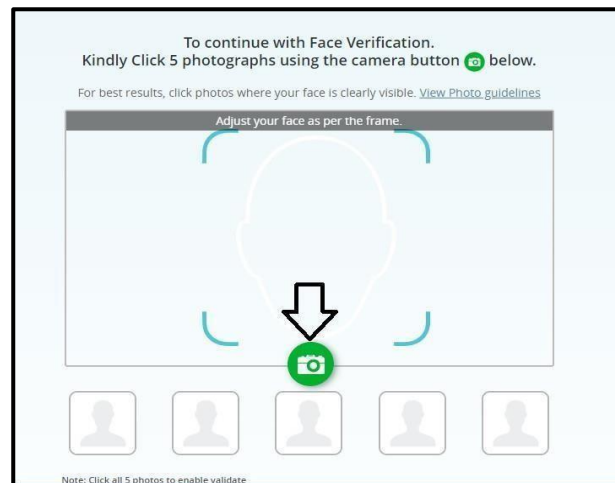 To continue with Face Verification.
Kindly Click 5 photographs using the camera button below.
For best results, click photos where your face is clearly visible. View Photo guidelines
Adjust your face as per the frame.
Note: Click all 5 photos to enable validate